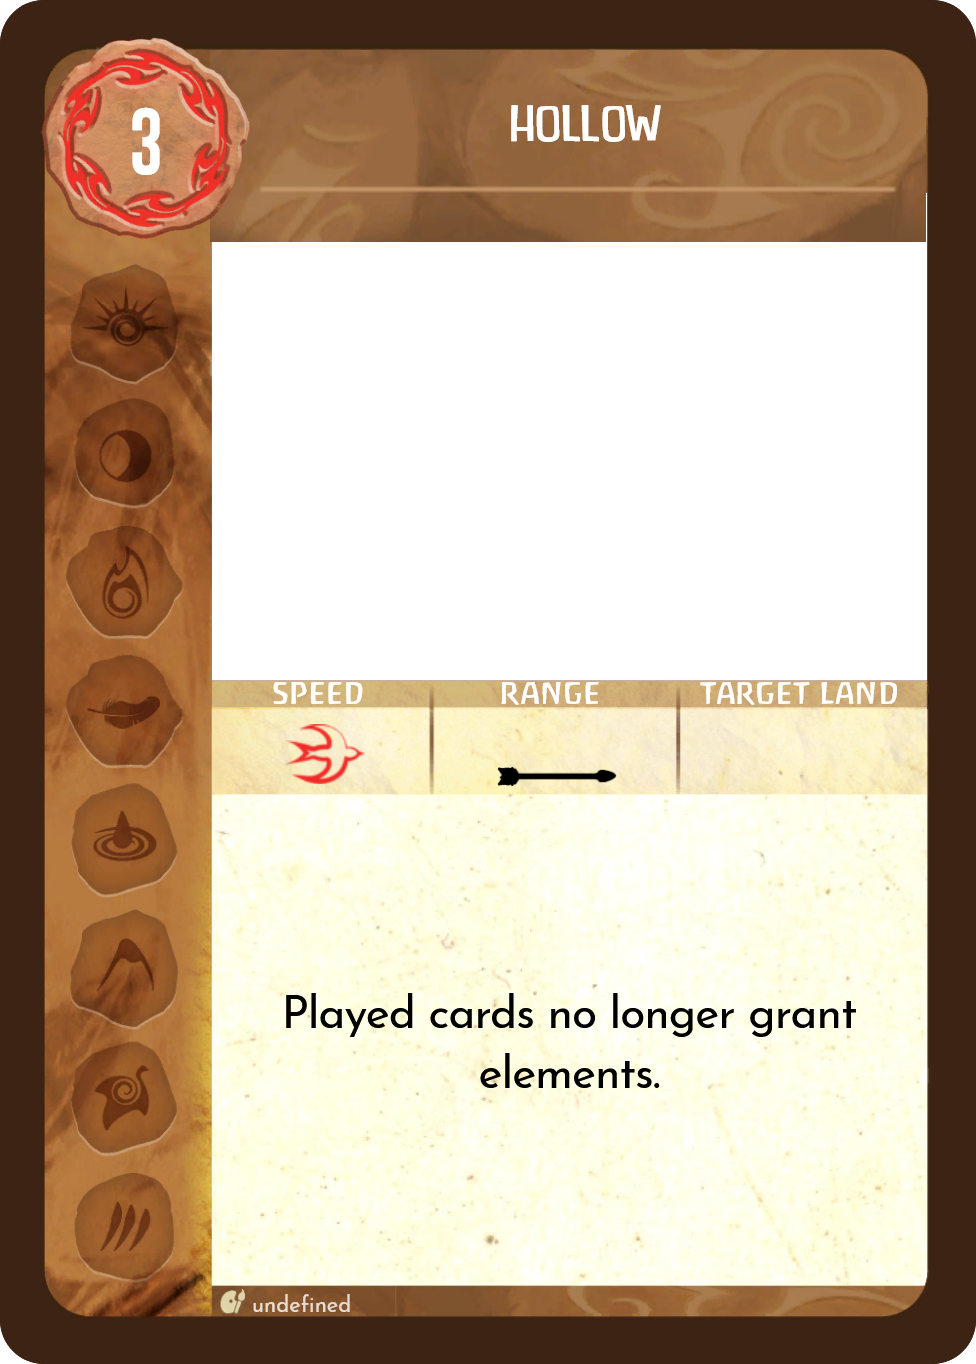 3
HOLLOW
SPEED RANGE TARGET LAND
Played cards no longer grant
elements.
undefined